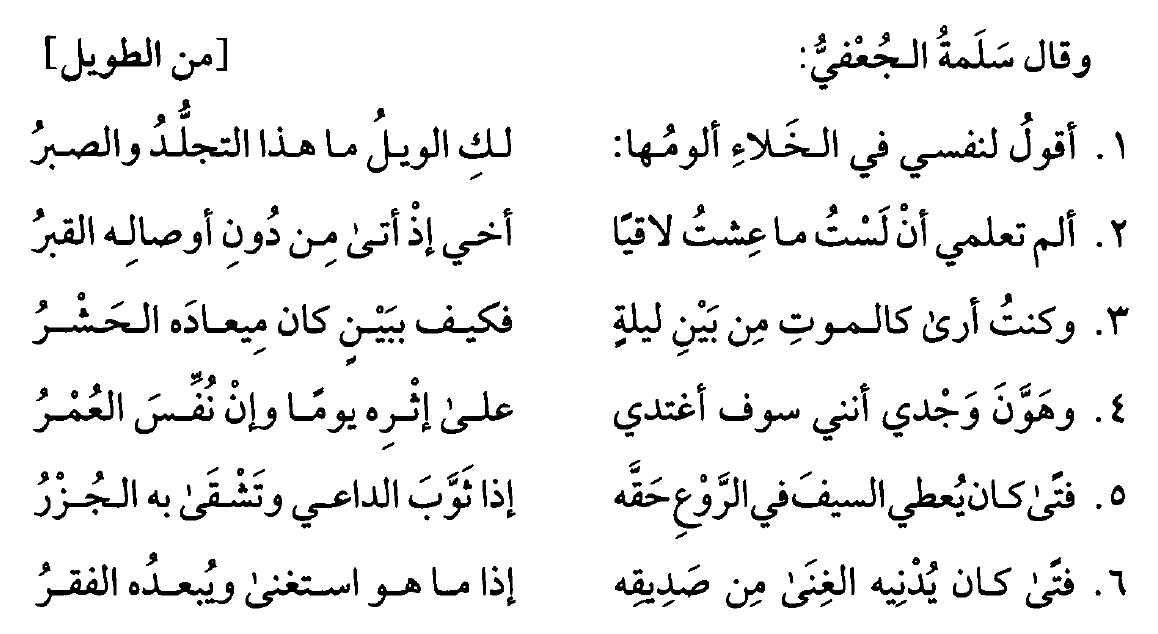 وقال سَلَمةُ الجُعْفيُّ: [من الطويل]
١. أقولُ لنفسي في الخَلاءِ ألومُها: لكِ الويلُ ما هذا التجلُّدُ والصبرُ
٢. ألم تعلمي أنْ لَسْتُ ما عِشتُ لاقيًا أخي إذْ أتىٰ مِن دُونِ أوصالِه القبرُ
٣. وكنتُ أرىٰ كالموتِ مِن بَيْنِ ليلةٍ فكيف ببَيْنٍ كان مِيعادَه الحَشْرُ
٤. وهَوَّنَ وَجْدي أنني سوف أغتدي علىٰ إثْرِه يومًا وإنْ نُفِّسَ العُمْرُ
٥. فتًىٰ كان يُعطي السيفَ في الرَّوْعِ حَقَّه إذا ثَوَّبَ الداعي وتَشْقَىٰ به الجُزْرُ
٦. فتًىٰ كان يُدْنِيه الغِنَىٰ مِن صَدِيقِه إذا ما هو استغنىٰ ويُبعدُه الفقرُ